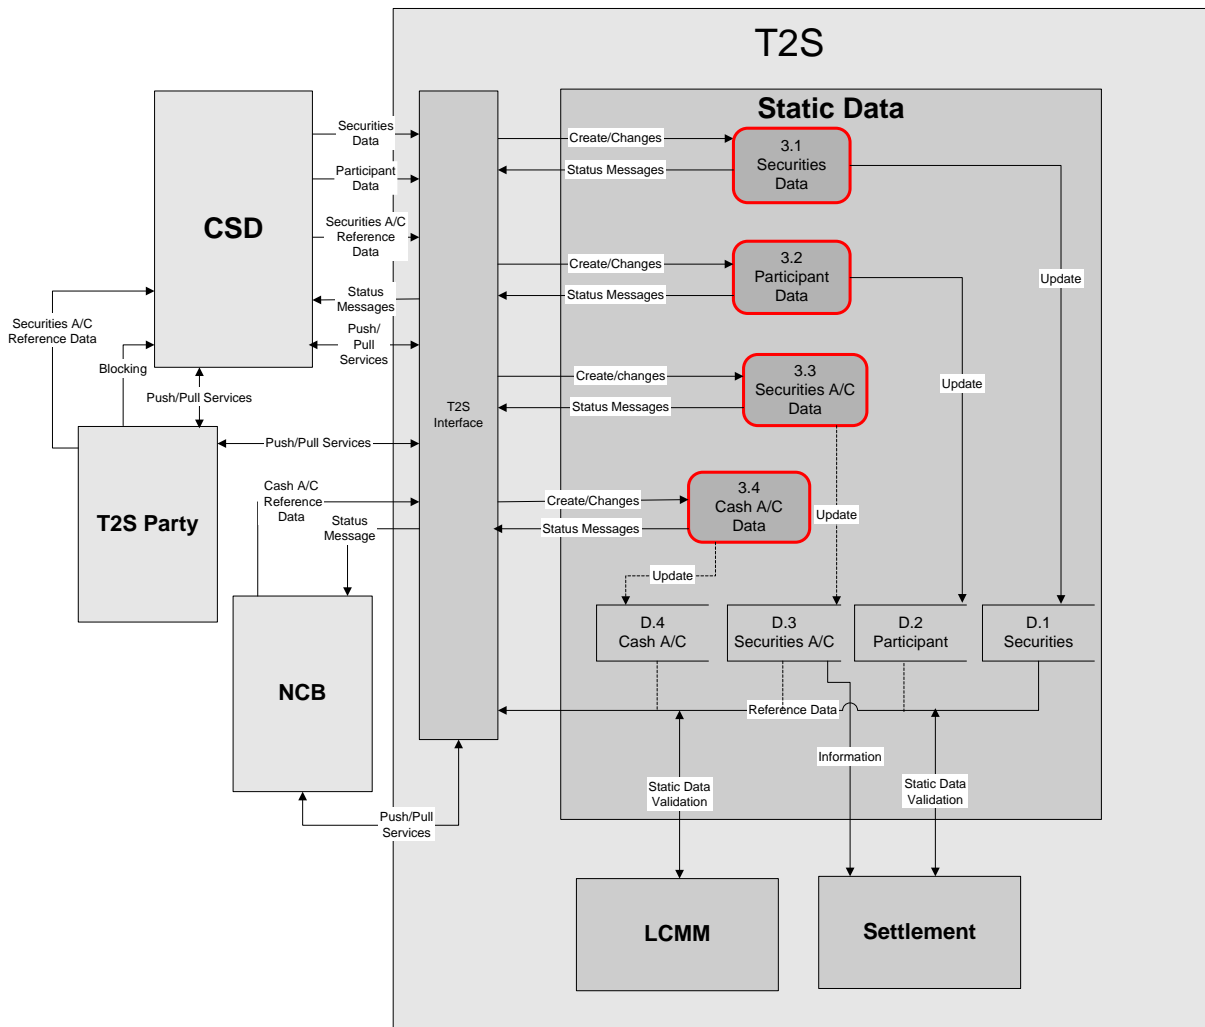 T2S
Static Data
CSD
Securities
Data
Participant
Data
Securities A/C
Reference
Data
Status
Messages
Push/
Pull
Services
Securities A/C
Reference Data
Blocking
Push/Pull Services
T2S Party
Push/Pull Services
Cash A/C
Reference
Data
Status
Message
NCB
Push/Pull
Services
T2S
Interface
Create/Changes
Status Messages
3.1
Securities
Data
Update
Create/Changes
Status Messages
3.2
Participant
Data
Update
Create/changes
Status Messages
3.3
Securities A/C
Data
Update
Create/Changes
Status Messages
3.4
Cash A/C
Data
Update
D.4
Cash A/C
D.3
Securities A/C
D.2
Participant
D.1
Securities
Reference Data
Information
Static Data
Validation
Static Data
Validation
LCMM
Settlement